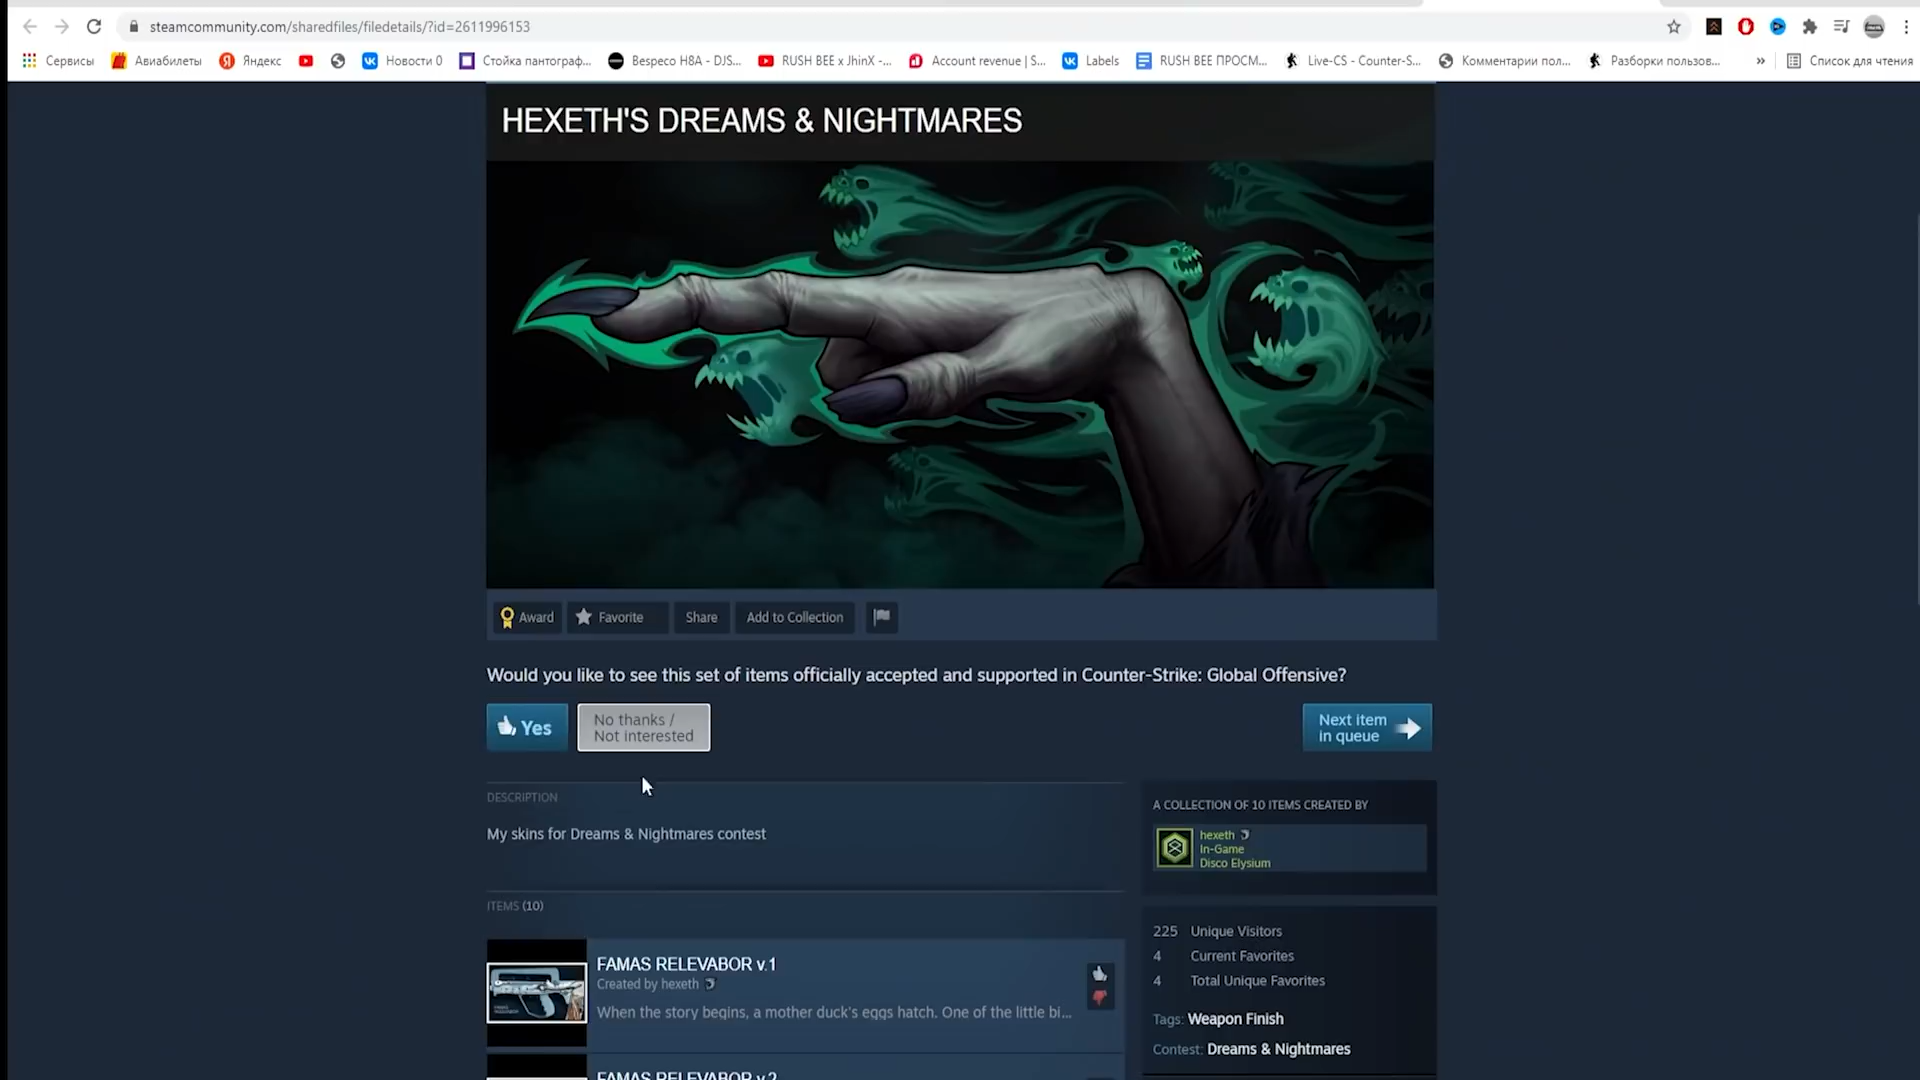 steamcommunity.com/sharedfiles/filedetails/?id=2611996153
Сервисы
Авиабилеты
Яндекс
Новости 0
Стойка пантограф...
Bespeco H8A - DJS...
RUSH BEE x JhinX -...
Account revenue | S...
Labels
RUSH BEE ПРОСМ...
Live-CS - Counter-S...
Комментарии пол...
Разборки пользов...
»
Список для чтения
HEXETH'S DREAMS & NIGHTMARES
Award
Favorite
Share
Add to Collection
Would you like to see this set of items officially accepted and supported in Counter-Strike: Global Offensive?
Yes
No thanks /
Not interested
Next item
in queue
DESCRIPTION
My skins for Dreams & Nightmares contest
A COLLECTION OF 10 ITEMS CREATED BY
hexeth
In-Game
Disco Elysium
ITEMS (10)
FAMAS RELEVABOR v.1
Created by hexeth
When the story begins, a mother duck's eggs hatch. One of the little bi...
FAMAS RELEVABOR v.2
225 Unique Visitors
4 Current Favorites
4 Total Unique Favorites
Tags: Weapon Finish
Contest: Dreams & Nightmares